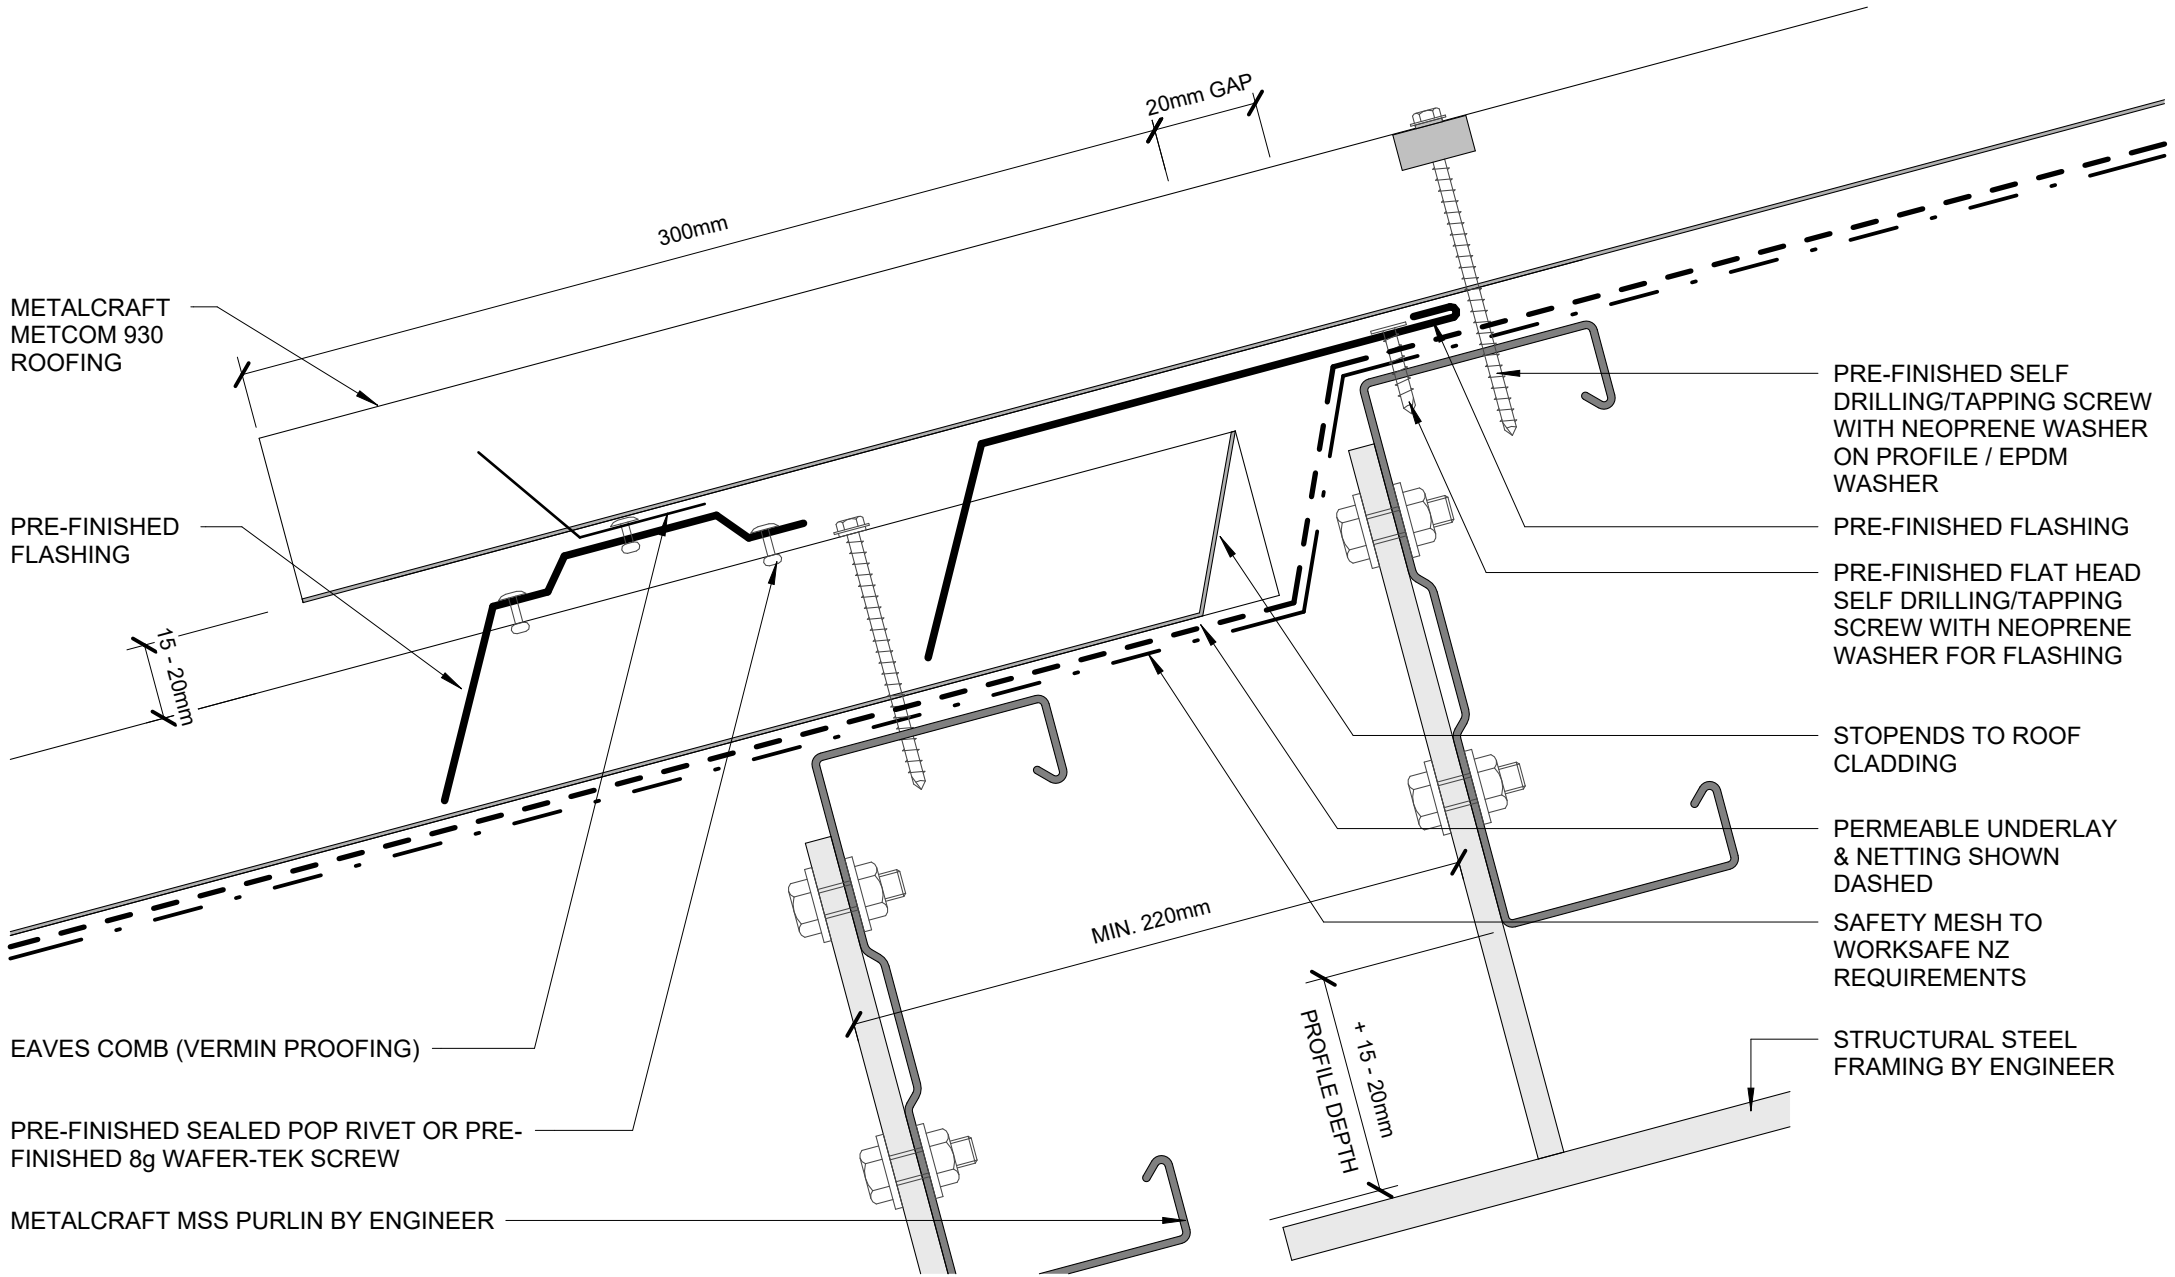 20mm GAP
300mm
METALCRAFT
METCOM 930
ROOFING
PRE-FINISHED
FLASHING
15 - 20mm
EAVES COMB (VERMIN PROOFING)
PRE-FINISHED SEALED POP RIVET OR PRE-
FINISHED 8g WAFER-TEK SCREW
METALCRAFT MSS PURLIN BY ENGINEER
MIN. 220mm
PROFILE DEPTH
+ 15 - 20mm
PRE-FINISHED SELF
DRILLING/TAPPING SCREW
WITH NEOPRENE WASHER
ON PROFILE / EPDM
WASHER
PRE-FINISHED FLASHING
PRE-FINISHED FLAT HEAD
SELF DRILLING/TAPPING
SCREW WITH NEOPRENE
WASHER FOR FLASHING
STOPENDS TO ROOF
CLADDING
PERMEABLE UNDERLAY
& NETTING SHOWN
DASHED
SAFETY MESH TO
WORKSAFE NZ
REQUIREMENTS
STRUCTURAL STEEL
FRAMING BY ENGINEER